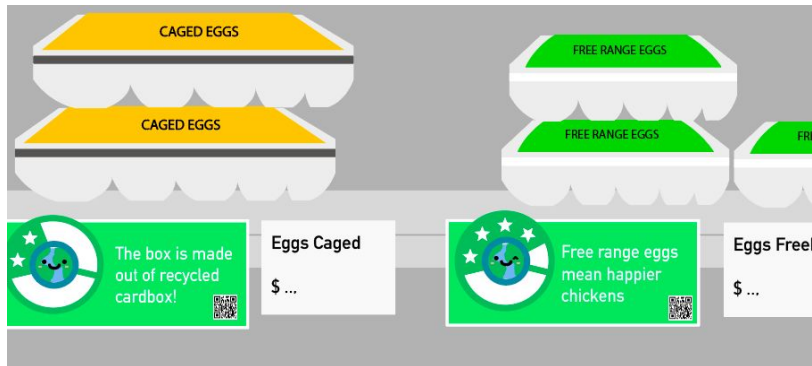 CAGED EGGS
CAGED EGGS
FREE RANGE EGGS
FREE RANGE EGGS
The box is made
out of recycled
cardbox!
Eggs Caged
$ ...
Free range eggs
mean happier
chickens
$ ...